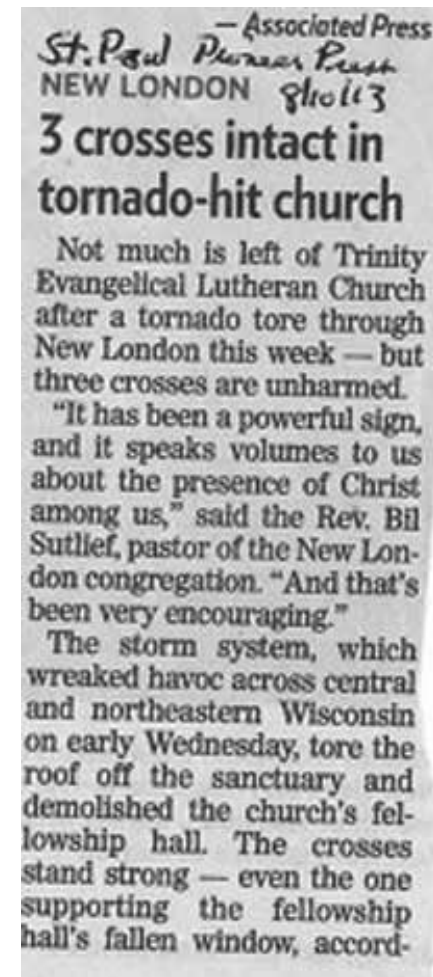 — Associated Press
St. Paul Pioneer Press
NEW LONDON 8/10/13
3 crosses intact in
tornado-hit church
Not much is left of Trinity
Evangelical Lutheran Church
after a tornado tore through
New London this week — but
three crosses are unharmed.
"It has been a powerful sign,
and it speaks volumes to us
about the presence of Christ
among us," said the Rev. Bil
Sutlief, pastor of the New Lon-
don congregation. "And that's
been very encouraging."
The storm system, which
wreaked havoc across central
and northeastern Wisconsin
on early Wednesday, tore the
roof off the sanctuary and
demolished the church's fel-
lowship hall. The crosses
stand strong — even the one
supporting the fellowship
hall's fallen window, accord-